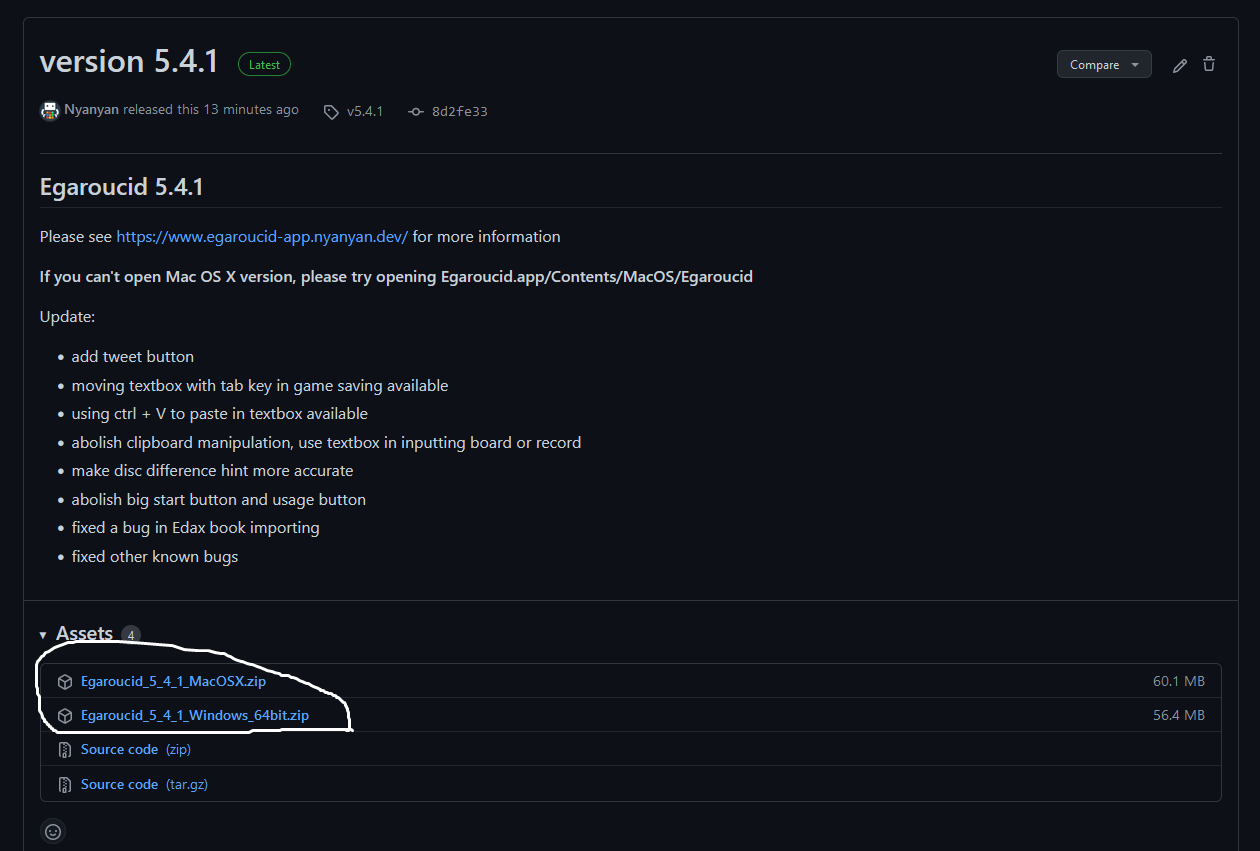 version 5.4.1 Latest Compare
Nyanyan released this 13 minutes ago v5.4.1 8d2fe33
Egaroucid 5.4.1
Please see https://www.egaroucid-app.nyanyan.dev/ for more information
If you can't open Mac OS X version, please try opening Egaroucid.app/Contents/MacOS/Egaroucid
Update:
• add tweet button
• moving textbox with tab key in game saving available
• using ctrl + V to paste in textbox available
• abolish clipboard manipulation, use textbox in inputting board or record
• make disc difference hint more accurate
• abolish big start button and usage button
• fixed a bug in Edax book importing
• fixed other known bugs
Assets 4
Egaroucid_5_4_1_MacOSX.zip 60.1 MB
Egaroucid_5_4_1_Windows_64bit.zip 56.4 MB
Source code (zip)
Source code (tar.gz)